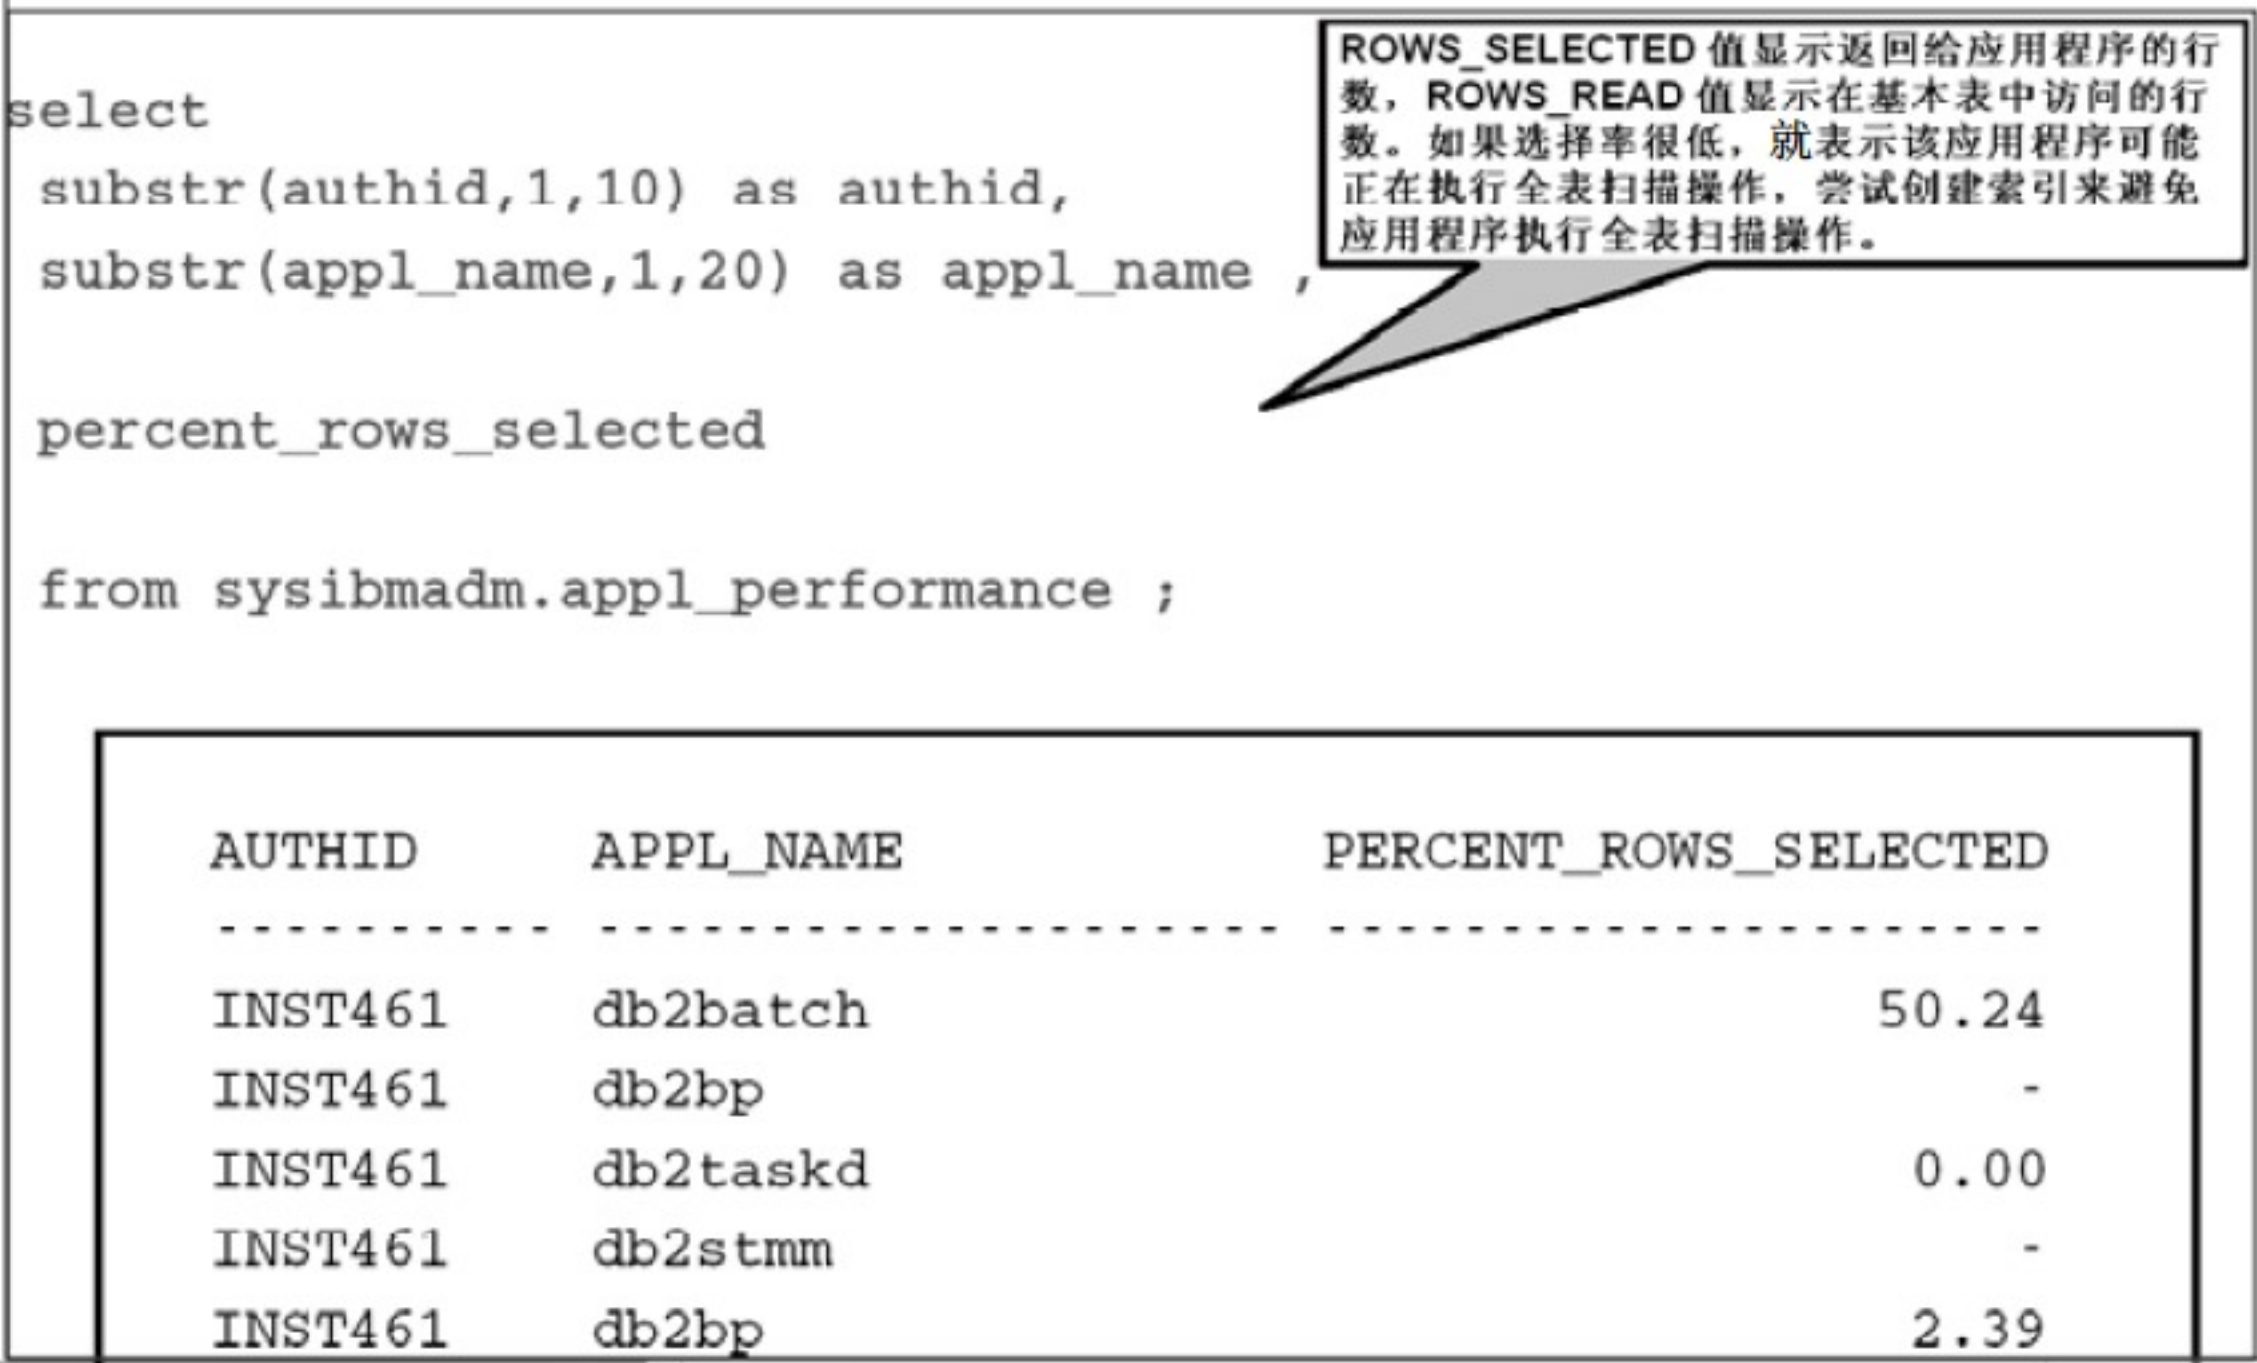 select
substr(authid,1,10) as authid,
substr(appl_name,1,20) as appl_name ,
percent_rows_selected
from sysibmadm.appl_performance ;
ROWS_SELECTED 值显示返回给应用程序的行
数，ROWS_READ 值显示在基本表中访问的行
数。如果选择率很低，就表示该应用程序可能
正在执行全表扫描操作，尝试创建索引来避免
应用程序执行全表扫描操作。
AUTHID APPL_NAME PERCENT_ROWS_SELECTED
---------- -------------------- ---------------------
INST461 db2batch 50.24
INST461 db2bp -
INST461 db2taskd 0.00
INST461 db2stmm -
INST461 db2bp 2.39